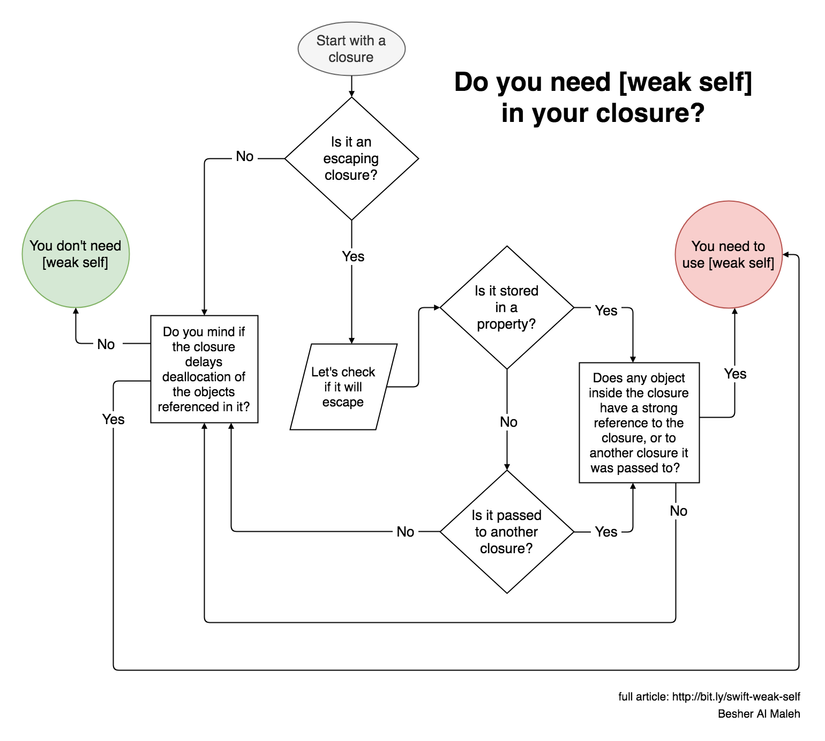 Start with a
closure
Do you need [weak self]
in your closure?
Is it an
escaping
closure?
No
Yes
You don't need
[weak self]
You need to
use [weak self]
Is it stored
in a
property?
Yes
No
Do you mind if
the closure
delays
deallocation of
the objects
referenced in it?
No
Yes
Let's check
if it will
escape
Does any object
inside the closure
have a strong
reference to the
closure, or to
another closure it
was passed to?
Yes
No
Is it passed
to another
closure?
No
Yes
full article: http://bit.ly/swift-weak-self
Besher Al Maleh